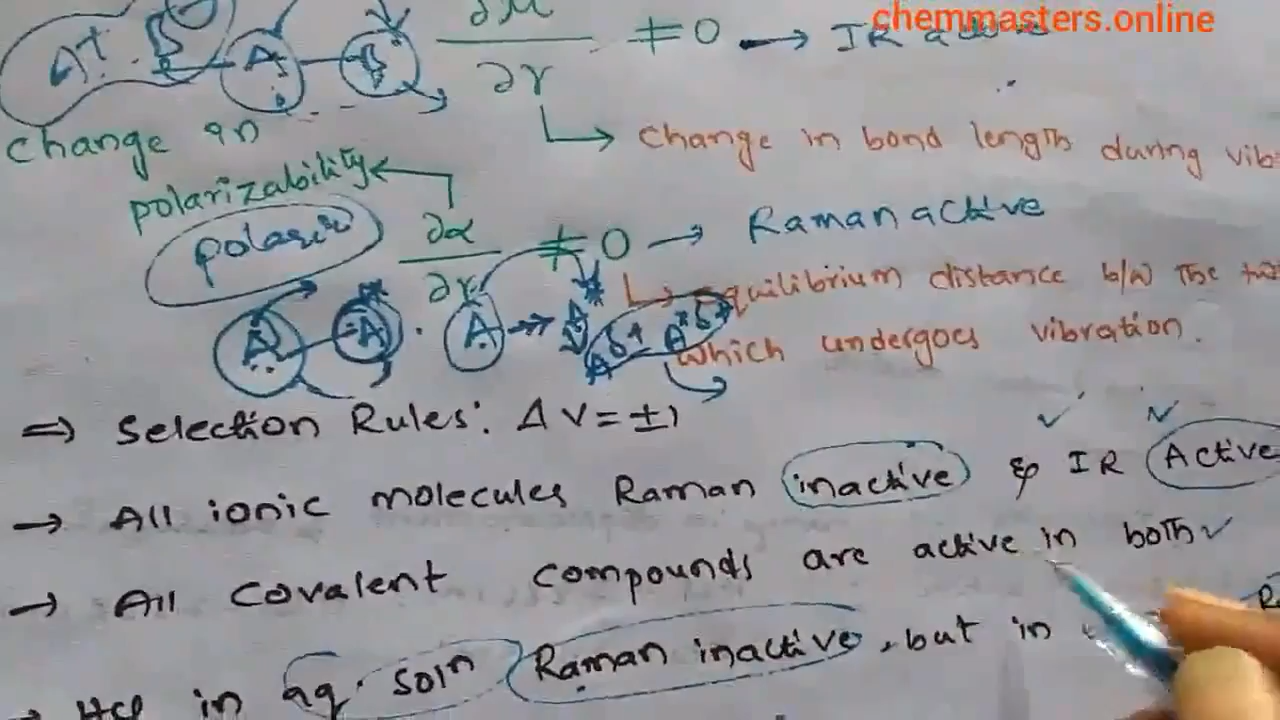 chemmasters.online
A+ B A B ∂μ/∂r ≠ 0 → IR active
Change in
Change in bond length during
polarizability
∂α/∂r ≠ 0 → Raman active
polari
equilibrium distance b/w the
A A A A
A δ+ A
which undergoes vibration.
⇒ Selection Rules: ΔV = ±1
→ All ionic molecules Raman inactive & IR Active
→ All covalent compounds are active in both ✓
HCl in aq. soln Raman inactive, but in